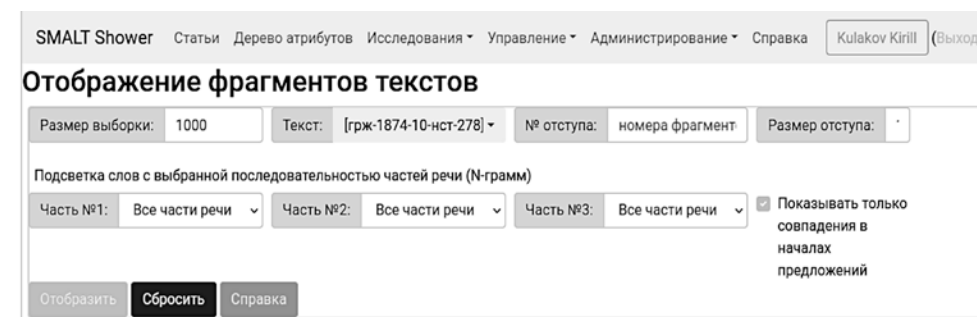 SMALT Shower Статьи Дерево атрибутов Исследования Управление Администрирование Справка Kulakov Kirill (Выход
Отображение фрагментов текстов
Размер выборки: 1000 Текст: [грж-1874-10-нст-278] № отступа: номера фрагмент Размер отступа:
Подсветка слов с выбранной последовательностью частей речи (N-грамм)
Часть №1: Все части речи Часть №2: Все части речи Часть №3: Все части речи Показывать только
совпадения в
началах
предложений
Отобразить Сбросить Справка